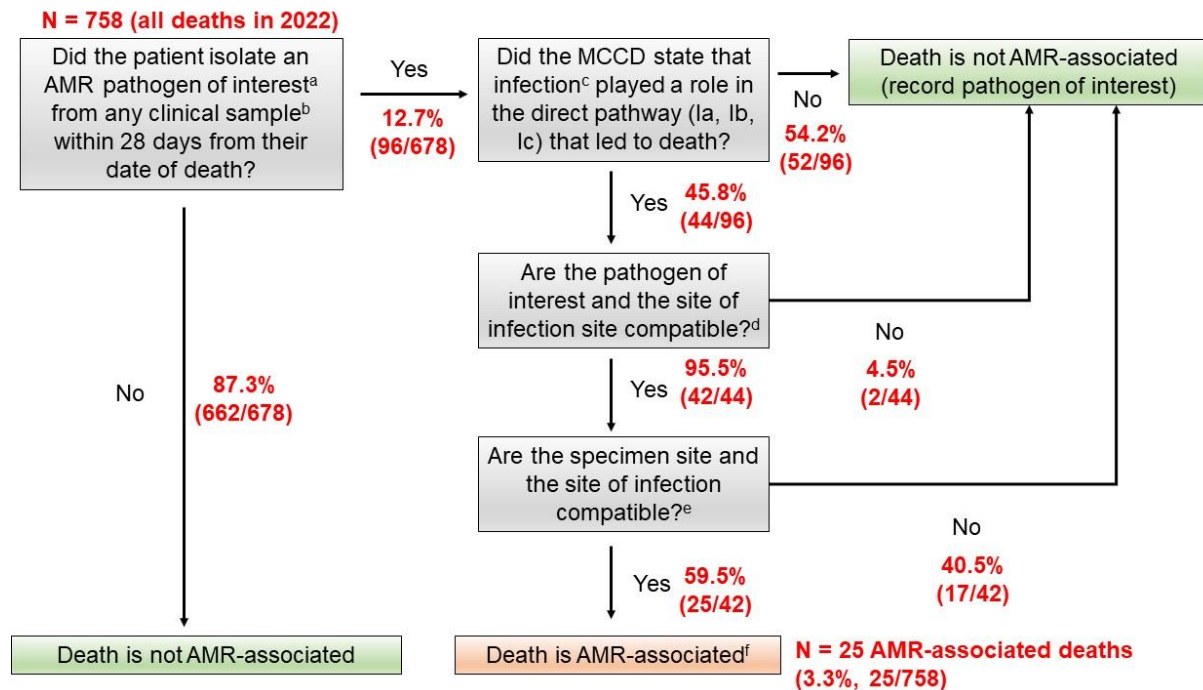 N = 758 (all deaths in 2022)
Did the patient isolate an
AMR pathogen of interestᵃ
from any clinical sampleᵇ
within 28 days from their
date of death?
Yes
12.7%
(96/678)
Did the MCCD state that
infectionᶜ played a role in
the direct pathway (Ia, Ib,
Ic) that led to death?
No
54.2%
(52/96)
Death is not AMR-associated
(record pathogen of interest)
Yes
45.8%
(44/96)
Are the pathogen of
interest and the site of
infection site compatible?ᵈ
No
4.5%
(2/44)
No
87.3%
(662/678)
Yes
95.5%
(42/44)
Are the specimen site and
the site of infection
compatible?ᵉ
No
40.5%
(17/42)
Yes
59.5%
(25/42)
Death is not AMR-associated
Death is AMR-associatedᶠ
N = 25 AMR-associated deaths
(3.3%, 25/758)